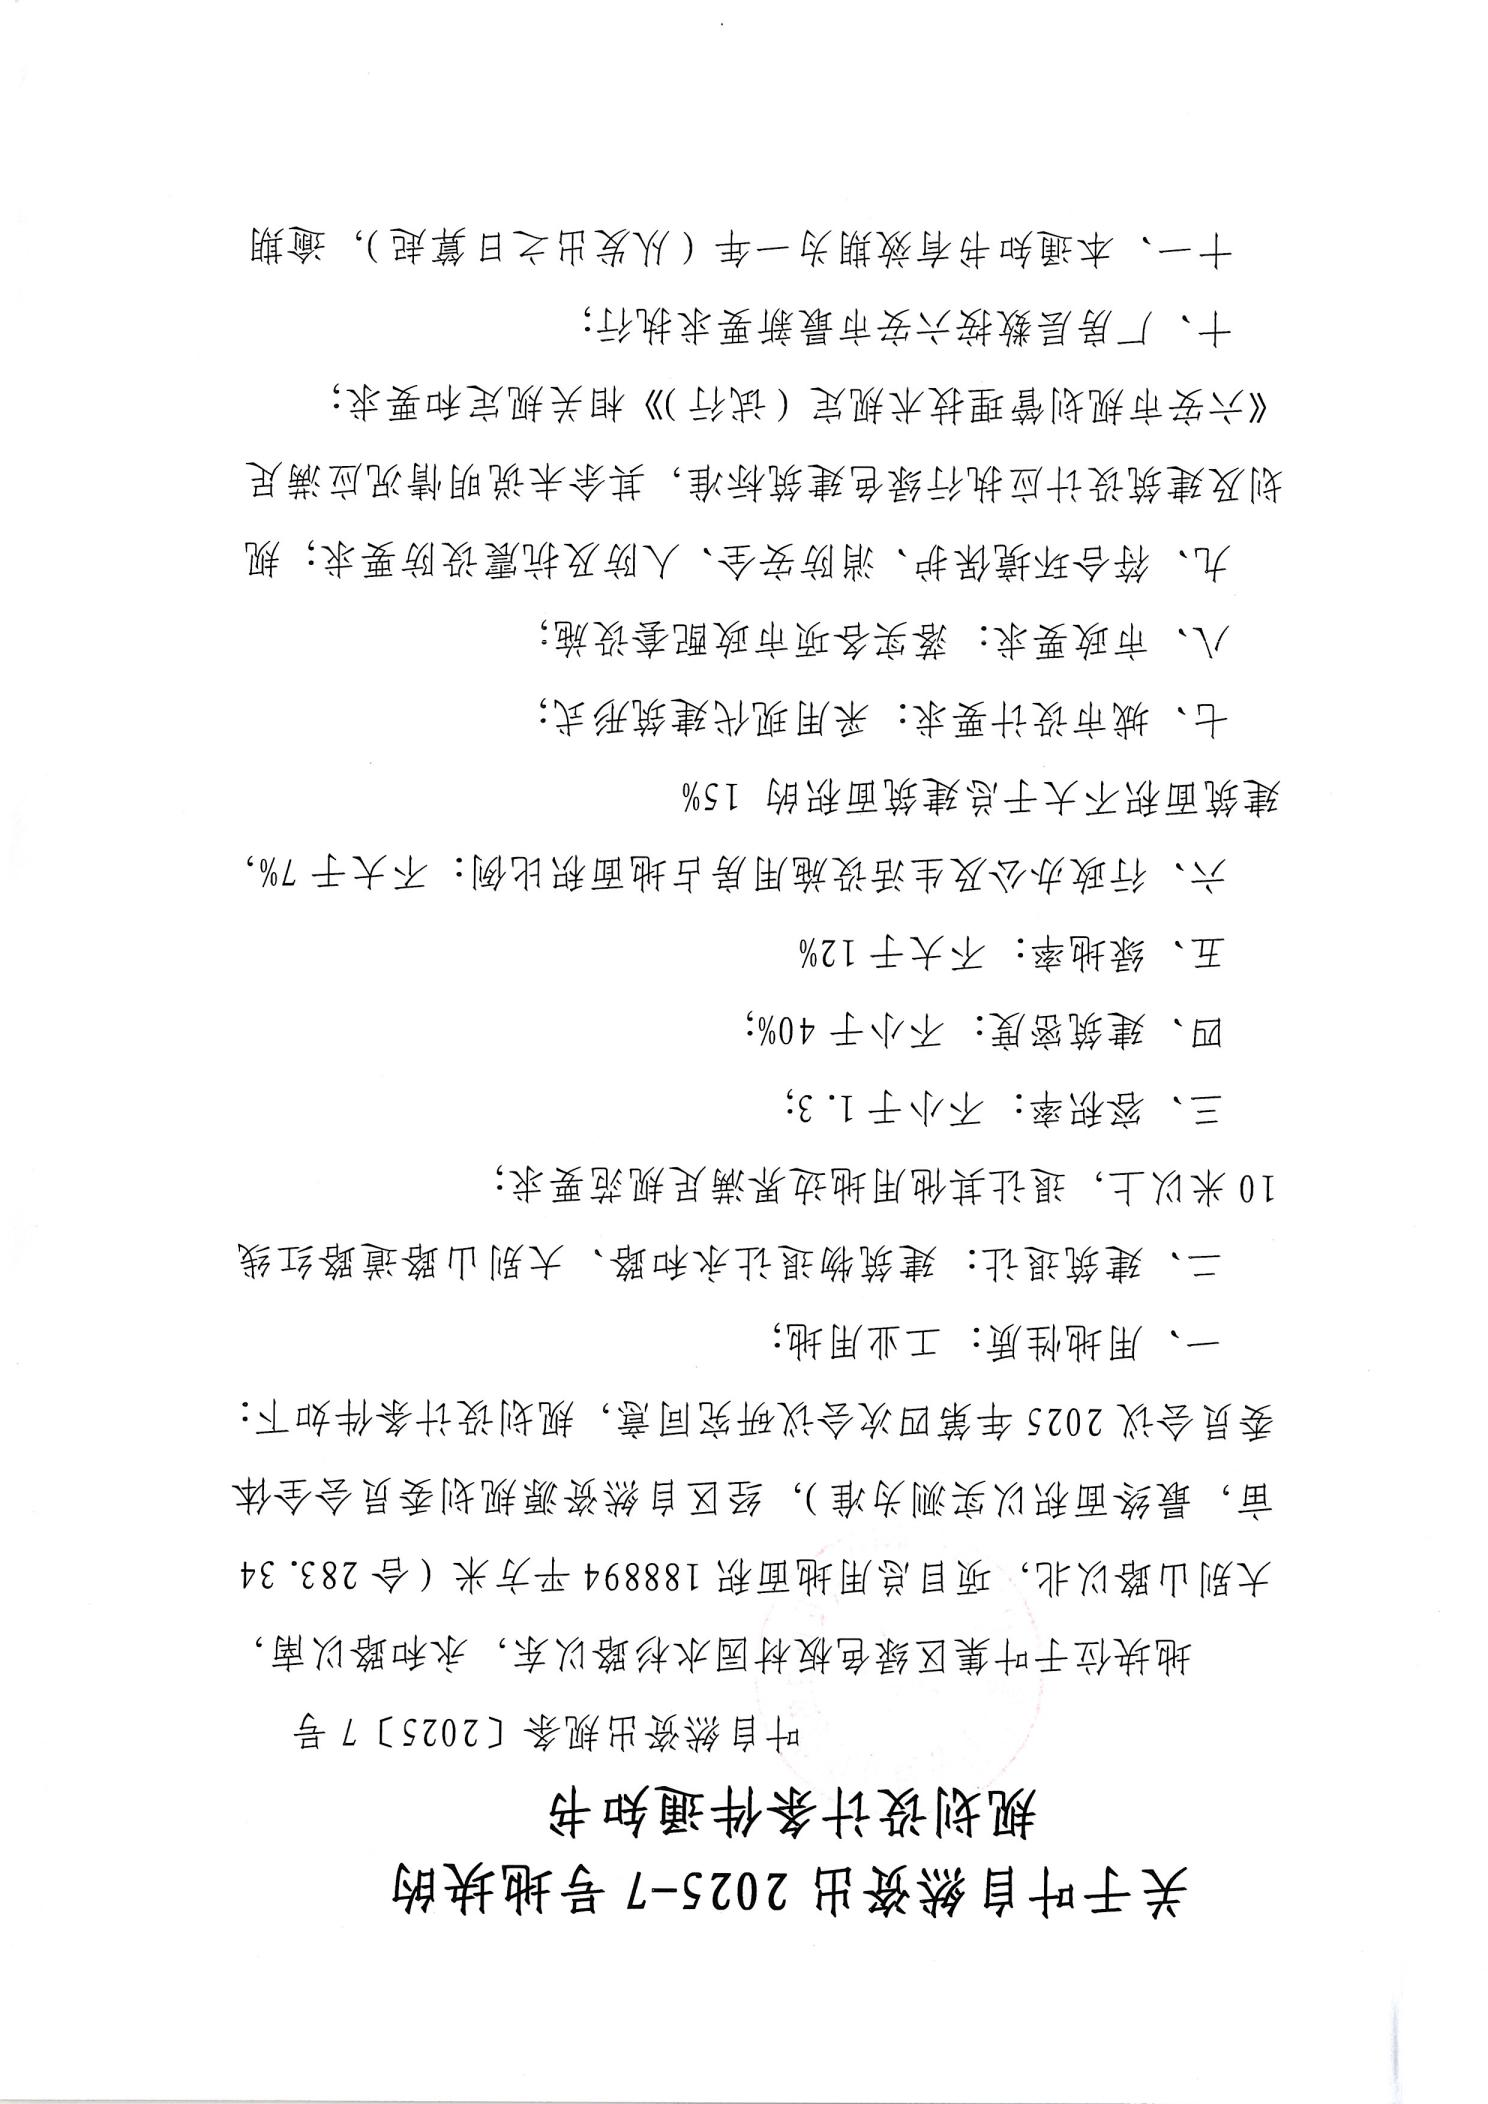 关于叶自然资出 2025-7 号地块的
规划设计条件通知书
叶自然资出规条〔2025〕7 号
地块位于叶集区绿色板材园水杉路以东，永和路以南，
大别山路以北，项目总用地面积 188894 平方米（合 283.34
亩，最终面积以实测为准），经区自然资源规划委员会全体
委员会议 2025 年第四次会议研究同意，规划设计条件如下：
一、用地性质：工业用地；
二、建筑退让：建筑物退让永和路、大别山路道路红线
10 米以上，退让其他用地边界满足规范要求；
三、容积率：不小于 1.3；
四、建筑密度：不小于 40%；
五、绿地率：不大于 12%
六、行政办公及生活设施用房占地面积比例：不大于 7%，
建筑面积不大于总建筑面积的 15%
七、城市设计要求：采用现代建筑形式；
八、市政要求：落实各项市政配套设施；
九、符合环境保护、消防安全、人防及抗震设防要求；规
划及建筑设计应执行绿色建筑标准，其余未说明情况应满足
《六安市规划管理技术规定（试行）》相关规定和要求；
十、厂房层数按六安市最新要求执行；
十一、本通知书有效期为一年（从发出之日算起），逾期